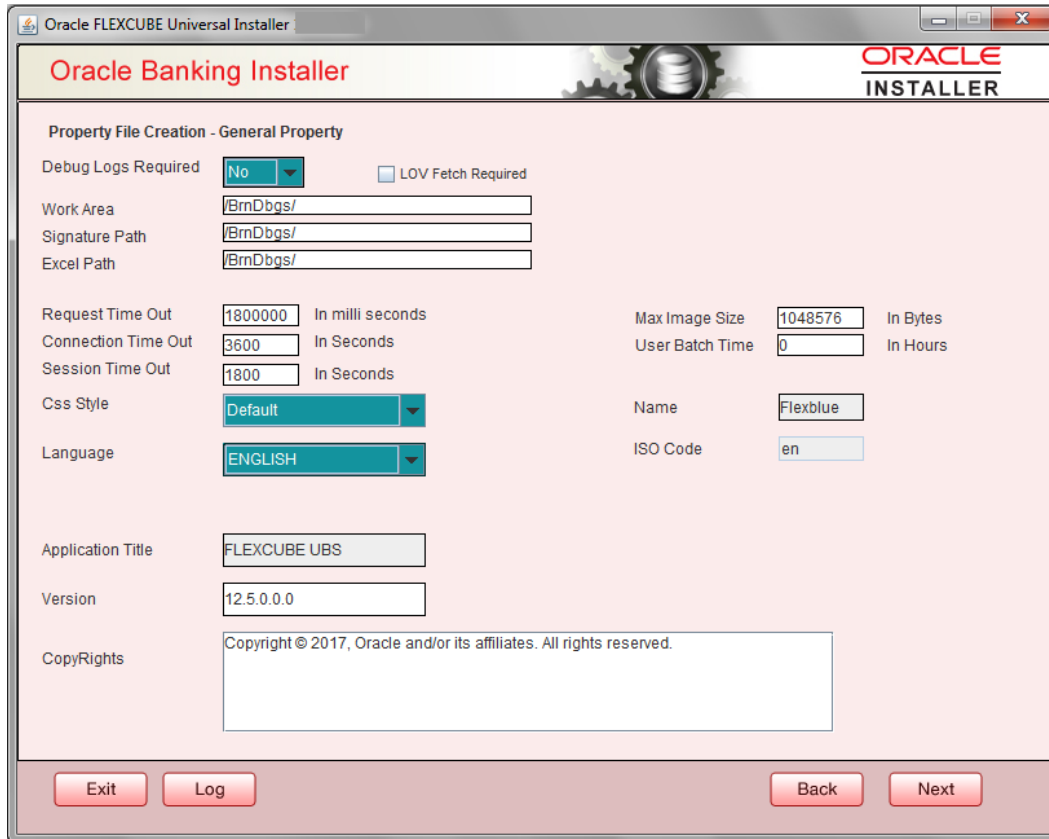 Oracle FLEXCUBE Universal Installer
Oracle Banking Installer
ORACLE
INSTALLER
Property File Creation - General Property
Debug Logs Required No LOV Fetch Required
Work Area /BrnDbgs/
Signature Path /BrnDbgs/
Excel Path /BrnDbgs/
Request Time Out 1800000 In milli seconds Max Image Size 1048576 In Bytes
Connection Time Out 3600 In Seconds User Batch Time 0 In Hours
Session Time Out 1800 In Seconds
Css Style Default Name Flexblue
Language ENGLISH ISO Code en
Application Title FLEXCUBE UBS
Version 12.5.0.0.0
CopyRights Copyright © 2017, Oracle and/or its affiliates. All rights reserved.
Exit Log Back Next